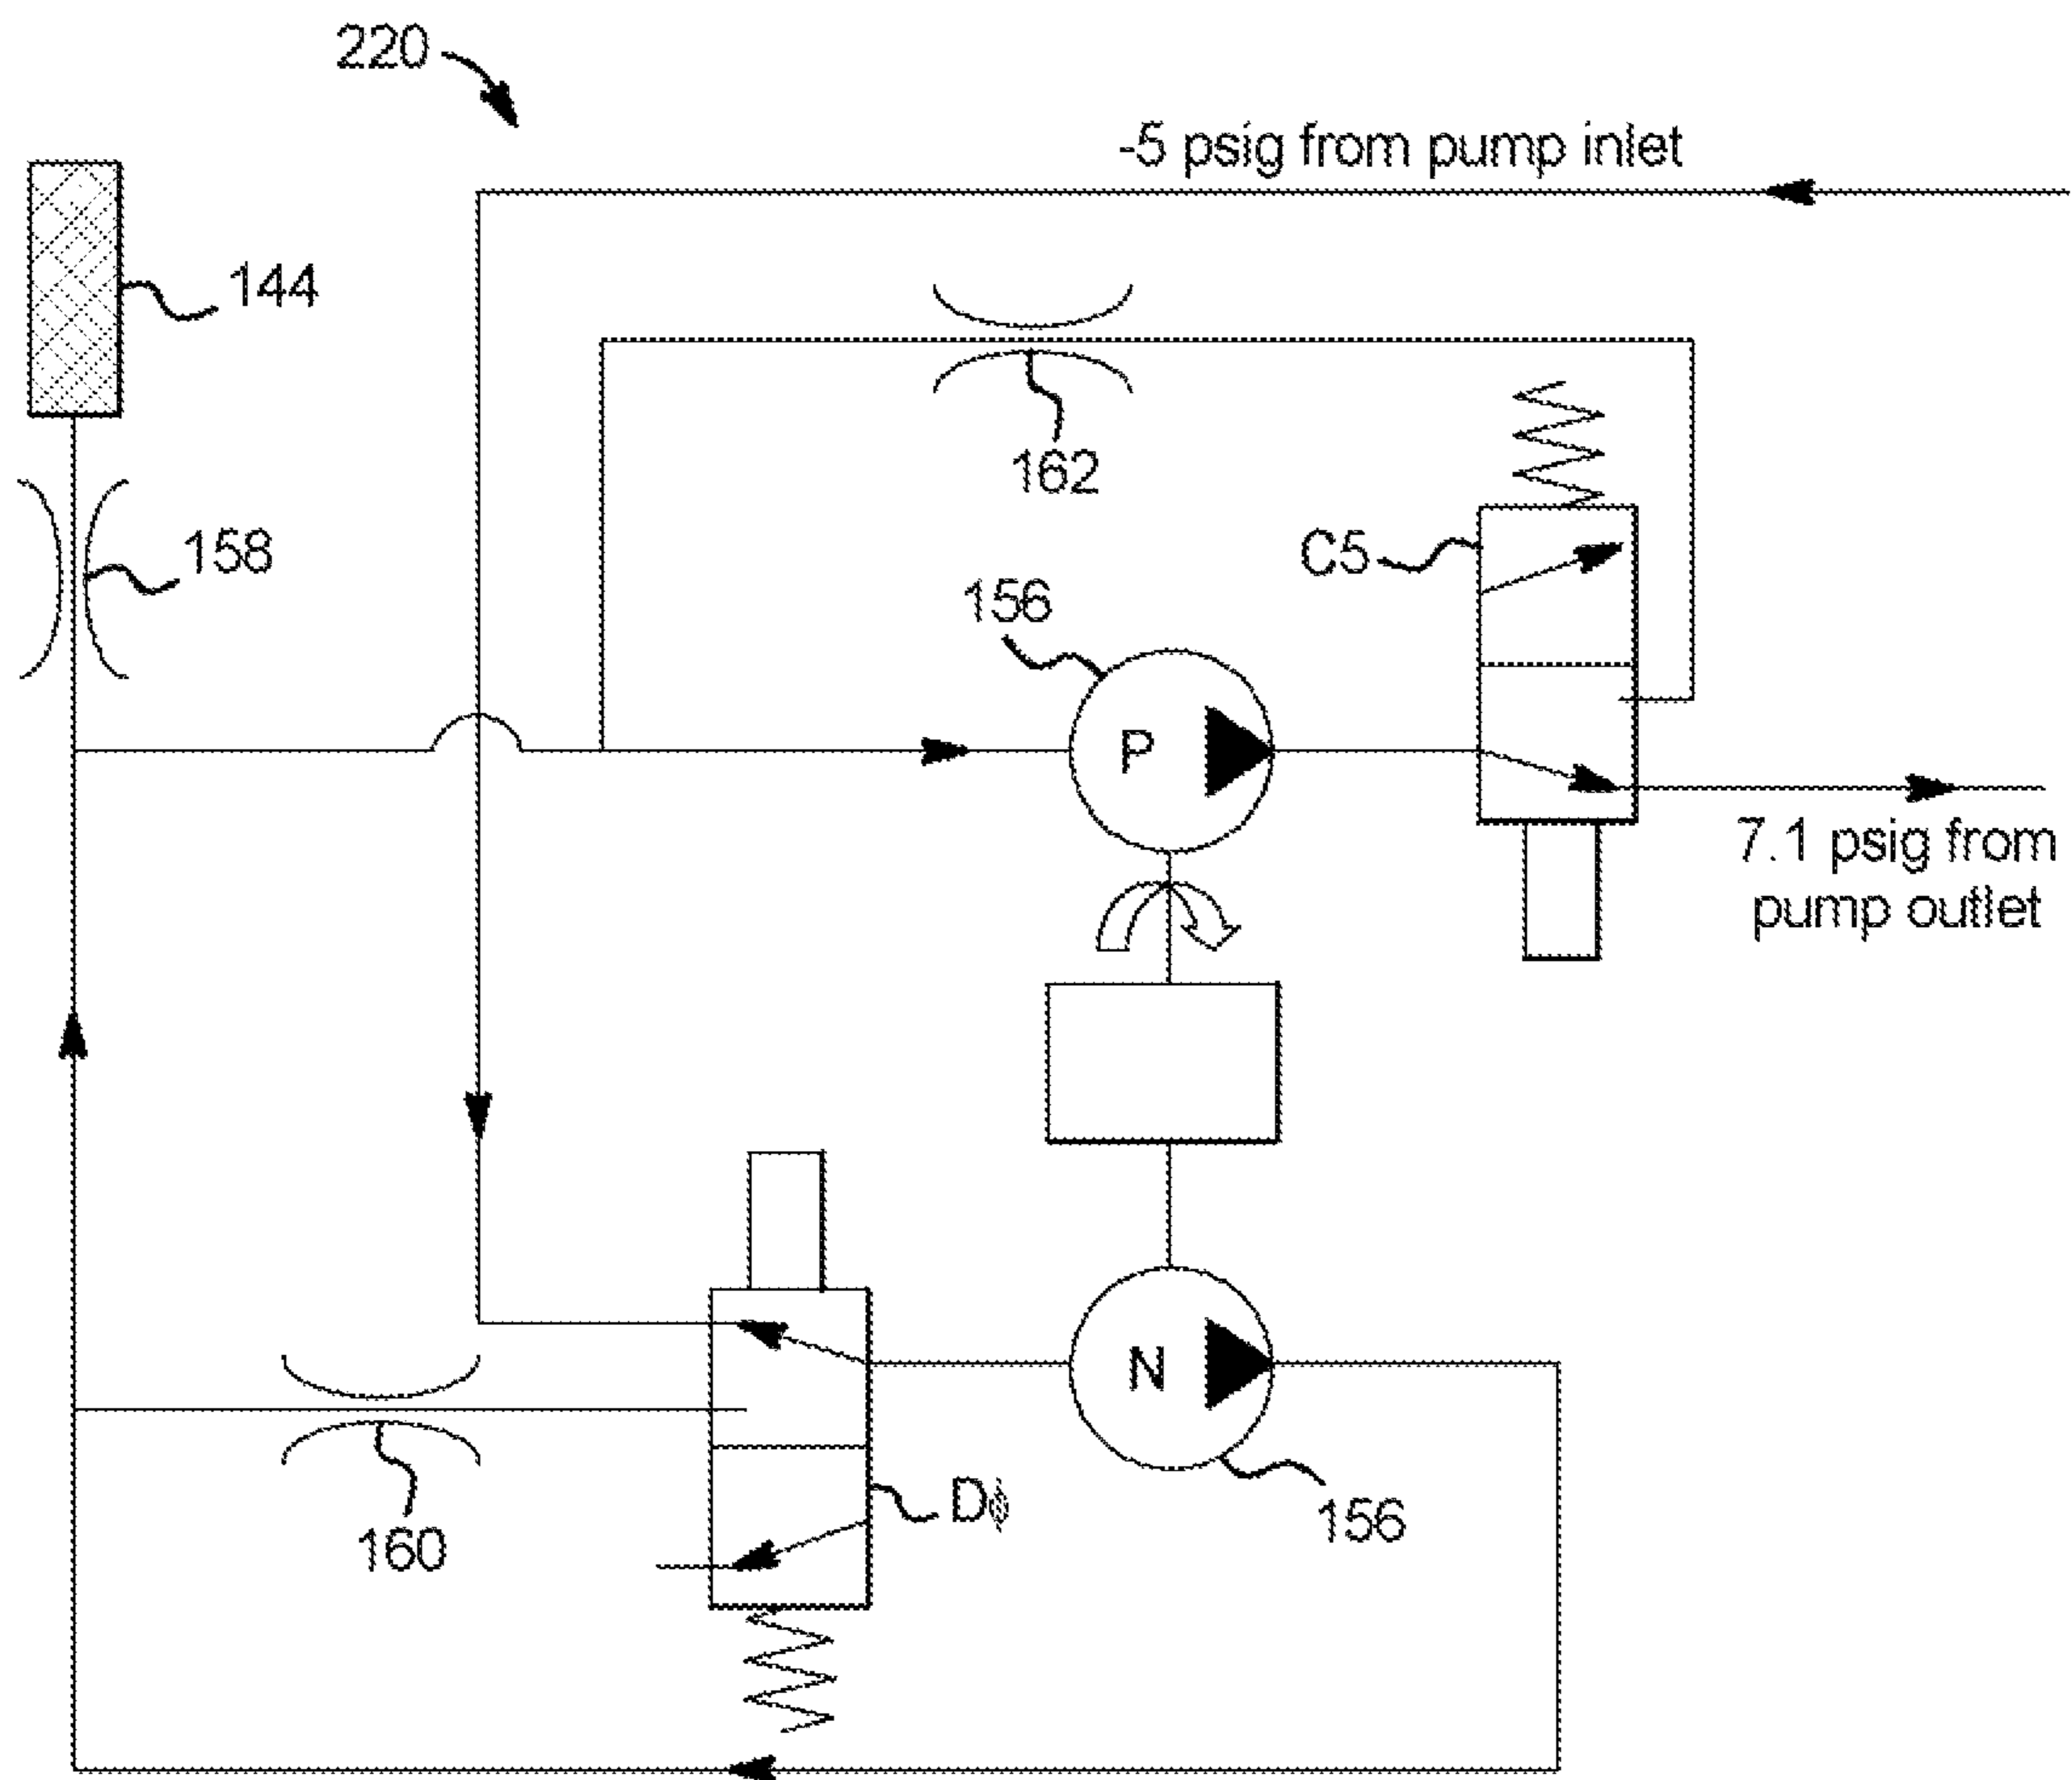 220
-5 psig from pump inlet
144
162
158
C5
156
P
7.1 psig from
pump outlet
N
Dϕ
160
156